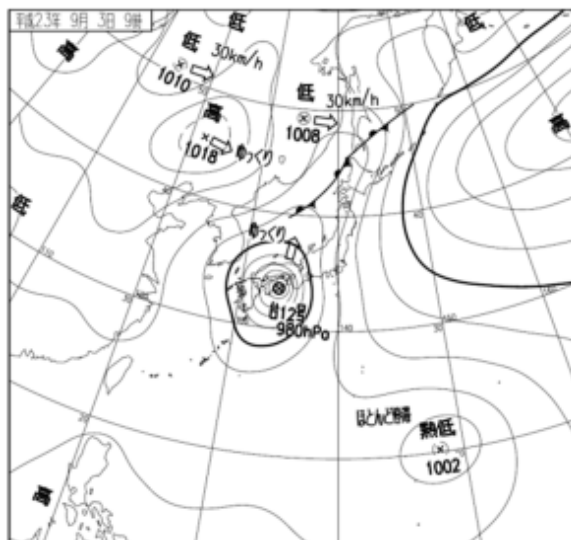 平成23年 9月 3日 9時
低
低
低
30km/h
高
1010
低
30km/h
高
高
1008
1018
ゆっくり
低
ゆっくり
台12号
980hPa
ほとんど停滞
熱低
1002
高